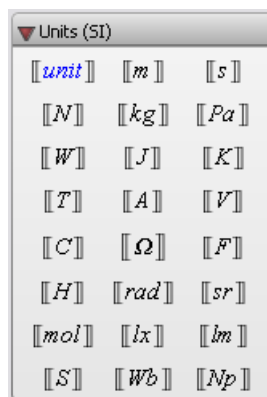 Units (SI)
⟦unit⟧ ⟦m⟧ ⟦s⟧
⟦N⟧ ⟦kg⟧ ⟦Pa⟧
⟦W⟧ ⟦J⟧ ⟦K⟧
⟦T⟧ ⟦A⟧ ⟦V⟧
⟦C⟧ ⟦Ω⟧ ⟦F⟧
⟦H⟧ ⟦rad⟧ ⟦sr⟧
⟦mol⟧ ⟦lx⟧ ⟦lm⟧
⟦S⟧ ⟦Wb⟧ ⟦Np⟧